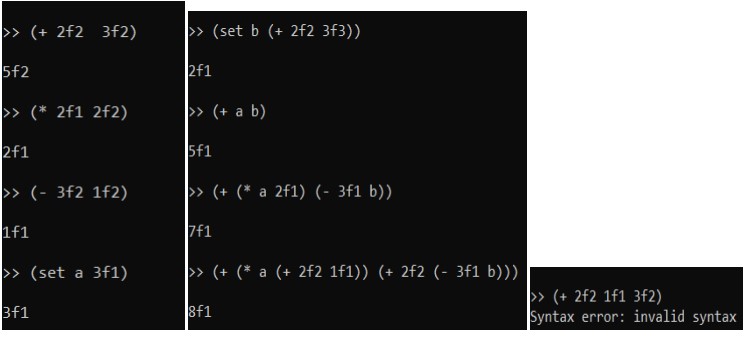 >> (+ 2f2  3f2)
5f2
>> (* 2f1 2f2)
2f1
>> (- 3f2 1f2)
1f1
>> (set a 3f1)
3f1
>> (set b (+ 2f2 3f3))
2f1
>> (+ a b)
5f1
>> (+ (* a 2f1) (- 3f1 b))
7f1
>> (+ (* a (+ 2f2 1f1)) (+ 2f2 (- 3f1 b)))
8f1
>> (+ 2f2 1f1 3f2)
Syntax error: invalid syntax